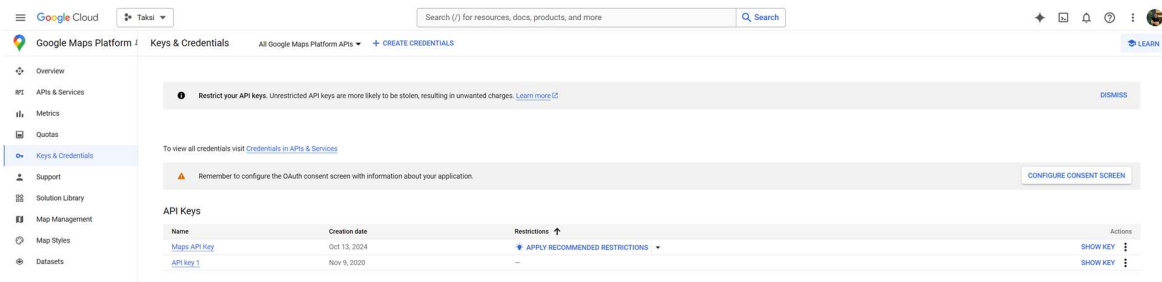 Google Cloud
Taksi
Search (/) for resources, docs, products, and more
Search
Google Maps Platform
Keys & Credentials
All Google Maps Platform APIs
+ CREATE CREDENTIALS
LEARN
Overview
API APIs & Services
Metrics
Quotas
Keys & Credentials
Support
Solution Library
Map Management
Map Styles
Datasets
Restrict your API keys. Unrestricted API keys are more likely to be stolen, resulting in unwanted charges. Learn more
DISMISS
To view all credentials visit Credentials in APIs & Services
Remember to configure the OAuth consent screen with information about your application.
CONFIGURE CONSENT SCREEN
API Keys
Name Creation date Restrictions Actions
Maps API Key Oct 13, 2024 APPLY RECOMMENDED RESTRICTIONS SHOW KEY
API key 1 Nov 9, 2020 — SHOW KEY